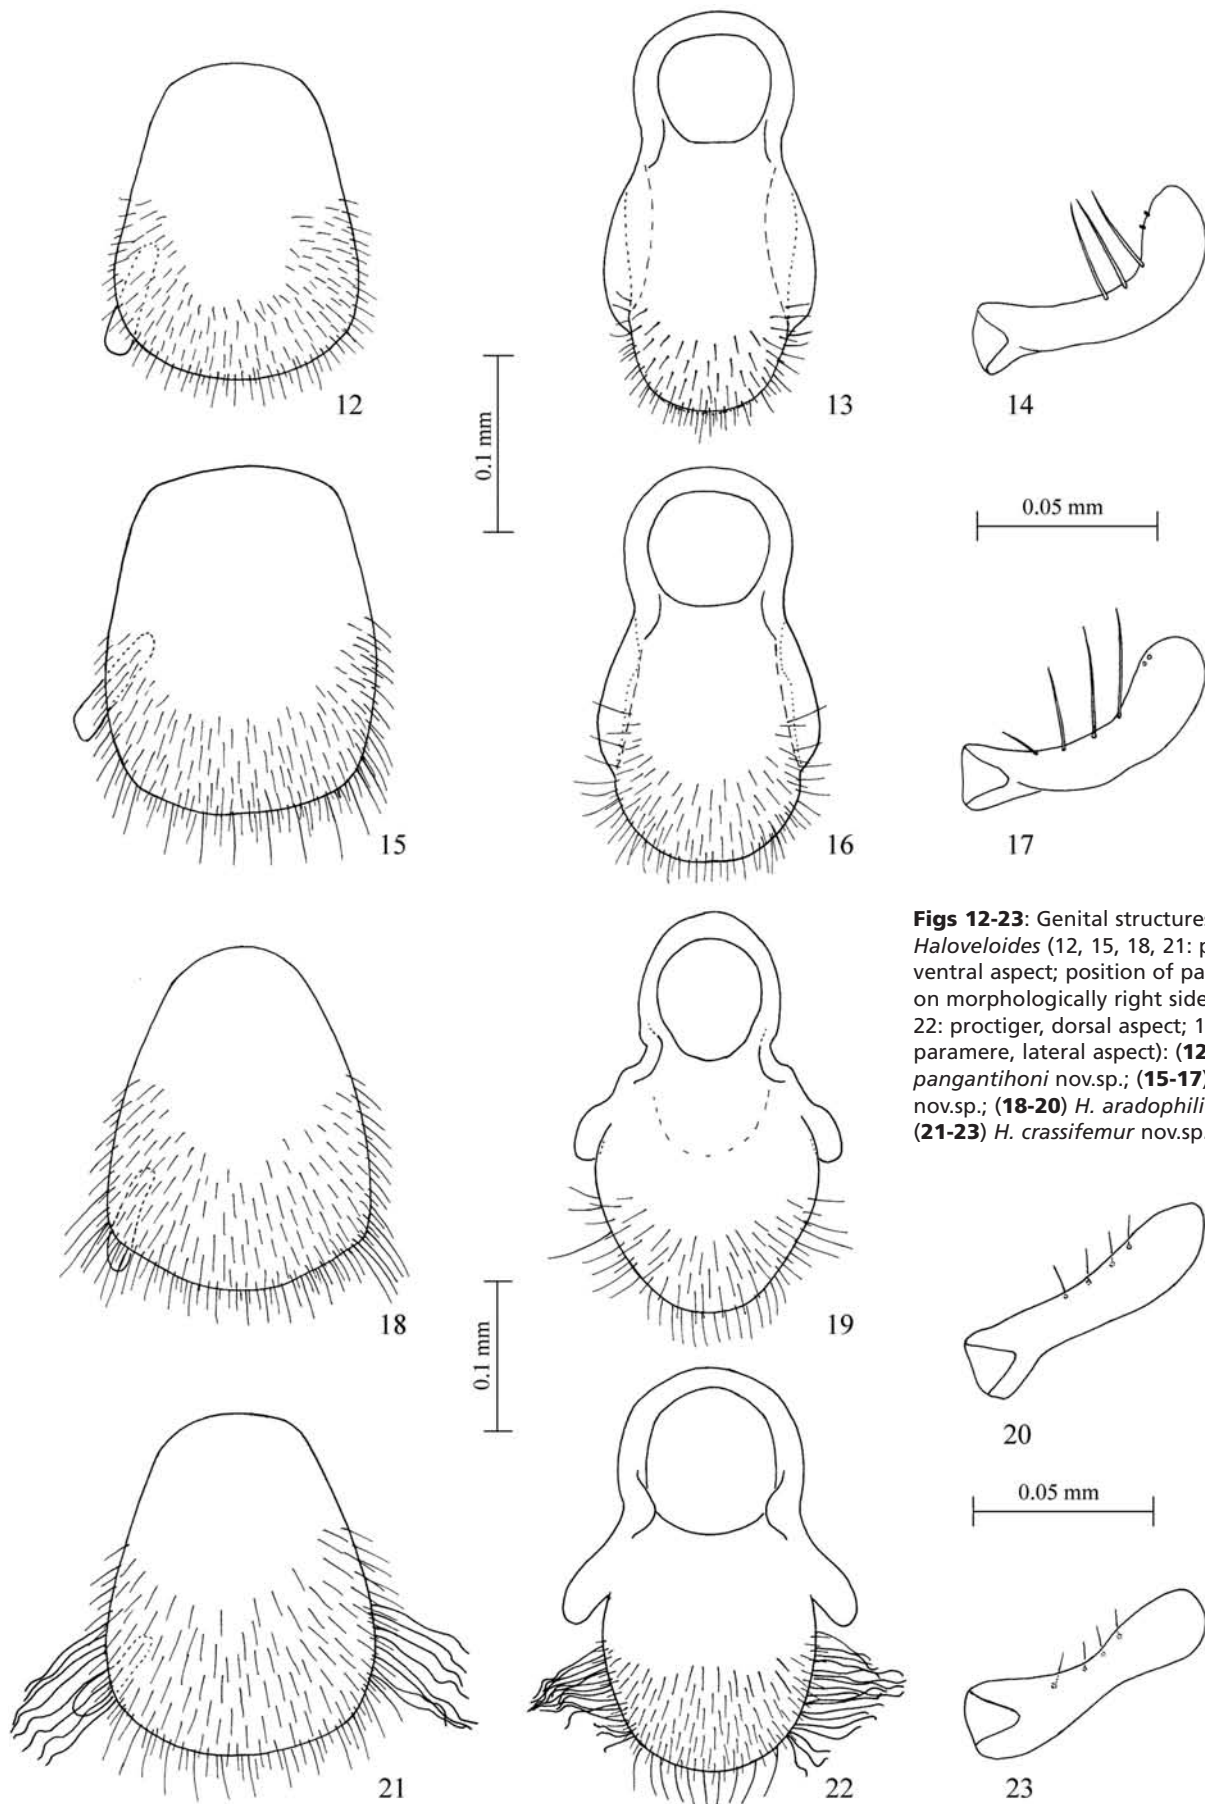 12
13
14
0.1 mm
0.05 mm
15
16
17
Figs 12-23: Genital structures
Haloveloides (12, 15, 18, 21: p
ventral aspect; position of pa
on morphologically right side
22: proctiger, dorsal aspect; 1
paramere, lateral aspect): (12
pangantihoni nov.sp.; (15-17)
nov.sp.; (18-20) H. aradophili
(21-23) H. crassifemur nov.sp.
18
19
20
0.1 mm
0.05 mm
21
22
23